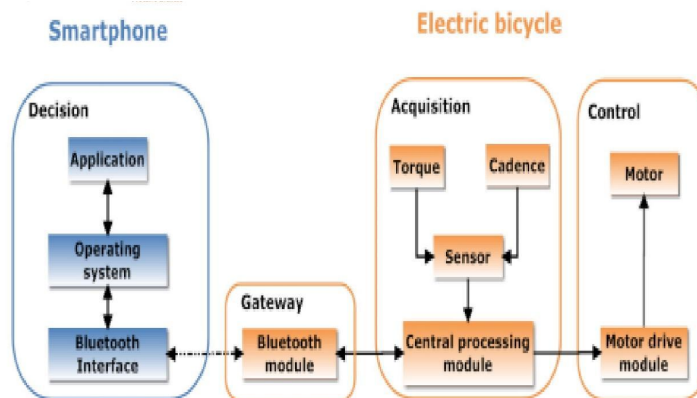 Smartphone
Electric bicycle
Decision
Application
Operating
system
Bluetooth
Interface
Gateway
Bluetooth
module
Acquisition
Torque
Cadence
Sensor
Central processing
module
Control
Motor
Motor drive
module